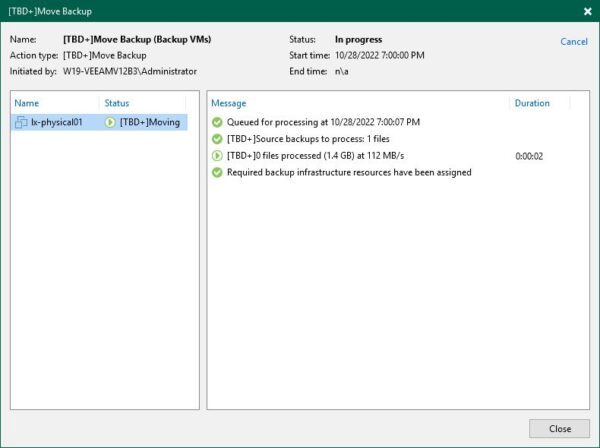 [TBD+]Move Backup
Name: [TBD+]Move Backup (Backup VMs) Status: In progress Cancel
Action type: [TBD+]Move Backup Start time: 10/28/2022 7:00:00 PM
Initiated by: W19-VEEAMV12B3\Administrator End time: n\a
Name Status Message Duration
lx-physical01 [TBD+]Moving Queued for processing at 10/28/2022 7:00:07 PM
[TBD+]Source backups to process: 1 files
[TBD+]0 files processed (1.4 GB) at 112 MB/s 0:00:02
Required backup infrastructure resources have been assigned
Close